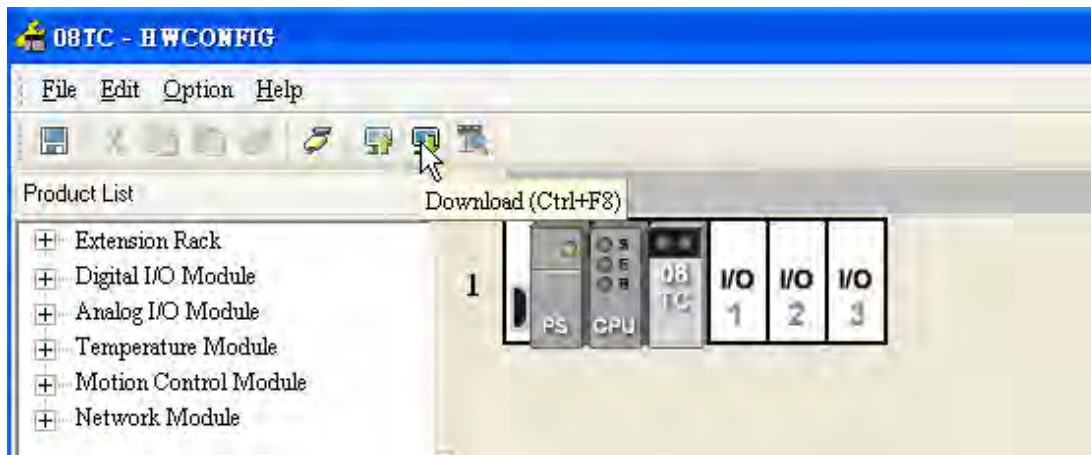 08TC - HWCONFIG
File Edit Option Help
Product List
Download (Ctrl+F8)
Extension Rack
Digital I/O Module
Analog I/O Module
Temperature Module
Motion Control Module
Network Module
1
PS
CPU
08
TC
I/O
1
I/O
2
I/O
3